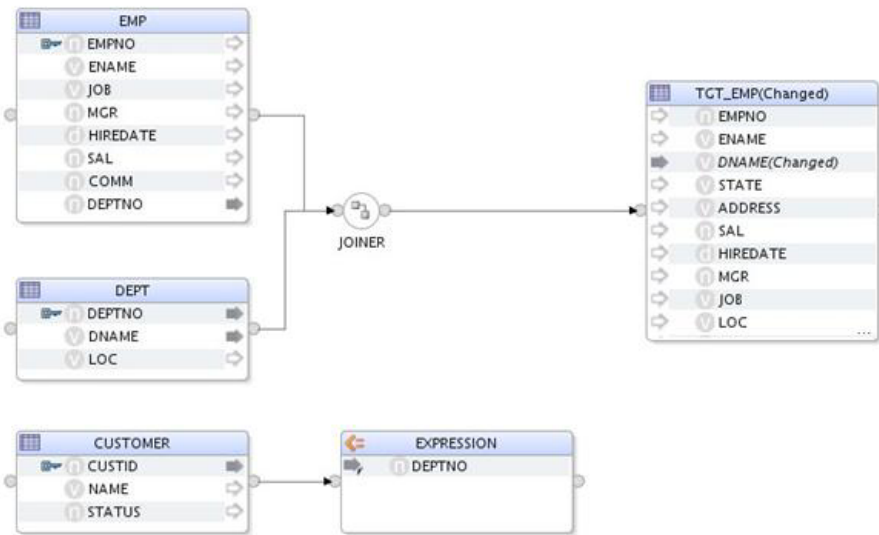 EMP
EMPNO
ENAME
JOB
MGR
HIREDATE
SAL
COMM
DEPTNO
JOINER
TGT_EMP(Changed)
EMPNO
ENAME
DNAME(Changed)
STATE
ADDRESS
SAL
HIREDATE
MGR
JOB
LOC
...
DEPT
DEPTNO
DNAME
LOC
CUSTOMER
CUSTID
NAME
STATUS
EXPRESSION
DEPTNO